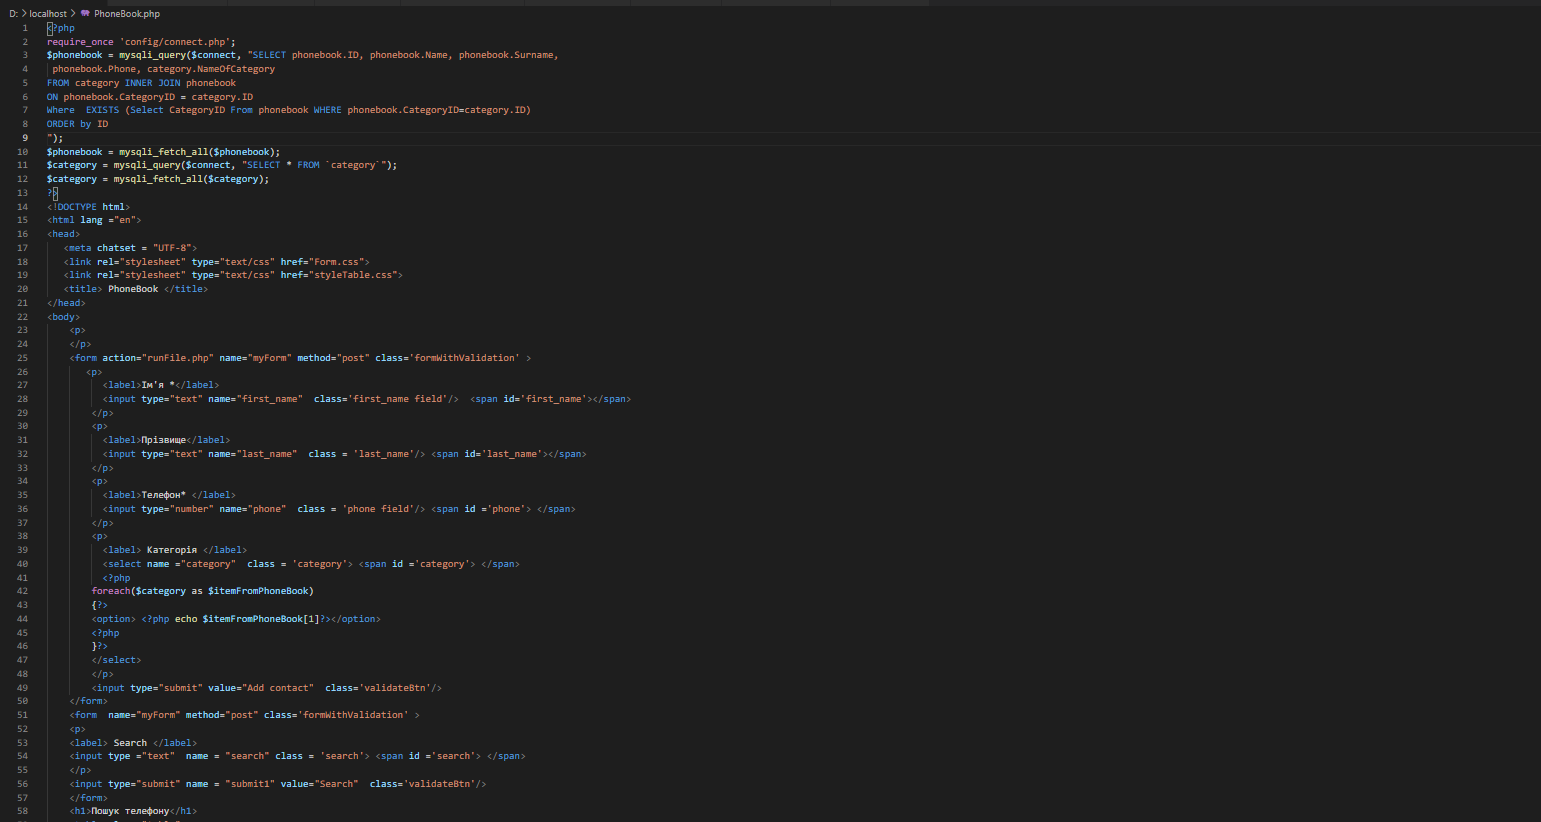 D: > localhost > PhoneBook.php
1 <?php
2 require_once 'config/connect.php';
3 $phonebook = mysqli_query($connect, "SELECT phonebook.ID, phonebook.Name, phonebook.Surname,
4 phonebook.Phone, category.NameOfCategory
5 FROM category INNER JOIN phonebook
6 ON phonebook.CategoryID = category.ID
7 Where  EXISTS (Select CategoryID From phonebook WHERE phonebook.CategoryID=category.ID)
8 ORDER by ID
9 ");
10 $phonebook = mysqli_fetch_all($phonebook);
11 $category = mysqli_query($connect, "SELECT * FROM `category`");
12 $category = mysqli_fetch_all($category);
13 ?>
14 <!DOCTYPE html>
15 <html lang ="en">
16 <head>
17 <meta chatset = "UTF-8">
18 <link rel="stylesheet" type="text/css" href="Form.css">
19 <link rel="stylesheet" type="text/css" href="styleTable.css">
20 <title> PhoneBook </title>
21 </head>
22 <body>
23 <p>
24 </p>
25 <form action="runFile.php" name="myForm" method="post" class='formWithValidation' >
26 <p>
27 <label>Ім'я *</label>
28 <input type="text" name="first_name"  class='first_name field'/>  <span id='first_name'></span>
29 </p>
30 <p>
31 <label>Прізвище</label>
32 <input type="text" name="last_name"  class = 'last_name'/> <span id='last_name'></span>
33 </p>
34 <p>
35 <label>Телефон* </label>
36 <input type="number" name="phone"  class = 'phone field'/> <span id ='phone'> </span>
37 </p>
38 <p>
39 <label> Категорія </label>
40 <select name ="category"  class = 'category'> <span id ='category'> </span>
41 <?php
42 foreach($category as $itemFromPhoneBook)
43 {?>
44 <option> <?php echo $itemFromPhoneBook[1]?></option>
45 <?php
46 }?>
47 </select>
48 </p>
49 <input type="submit" value="Add contact"  class='validateBtn'/>
50 </form>
51 <form  name="myForm" method="post" class='formWithValidation' >
52 <p>
53 <label> Search </label>
54 <input type ="text"  name = "search" class = 'search'> <span id ='search'> </span>
55 </p>
56 <input type="submit" name = "submit1" value="Search"  class='validateBtn'/>
57 </form>
58 <h1>Пошук телефону</h1>